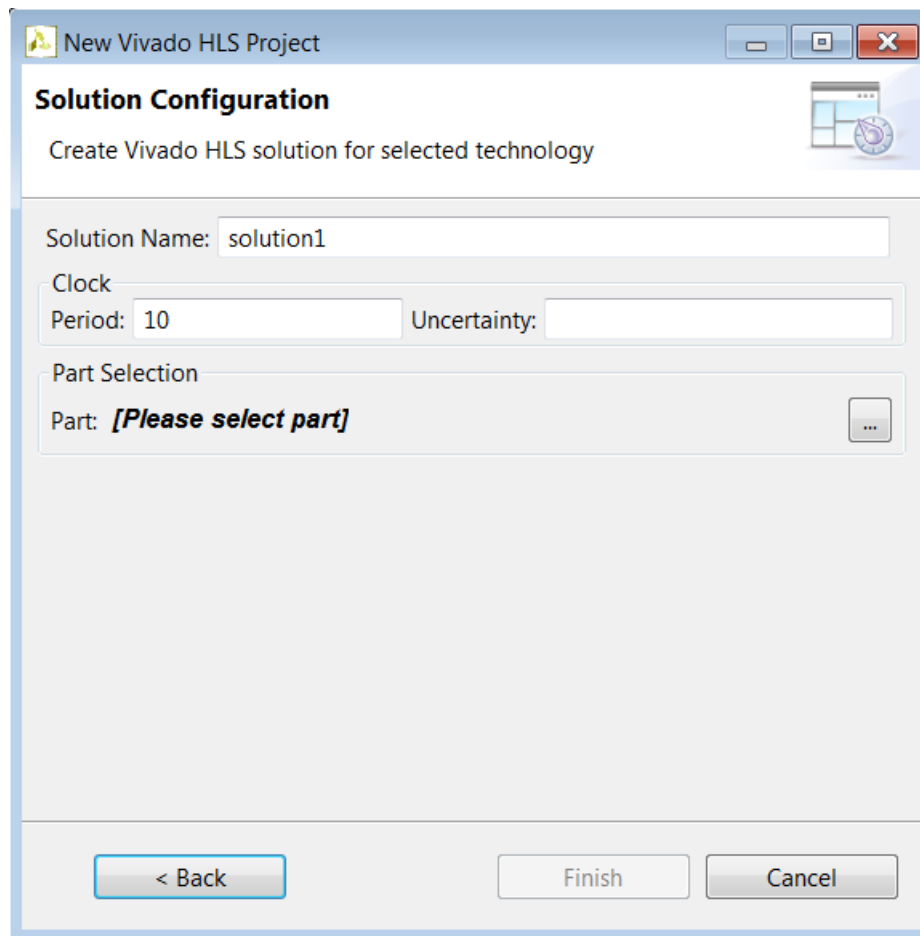 New Vivado HLS Project
Solution Configuration
Create Vivado HLS solution for selected technology
Solution Name: solution1
Clock
Period: 10 Uncertainty:
Part Selection
Part: [Please select part] ...
< Back Finish Cancel